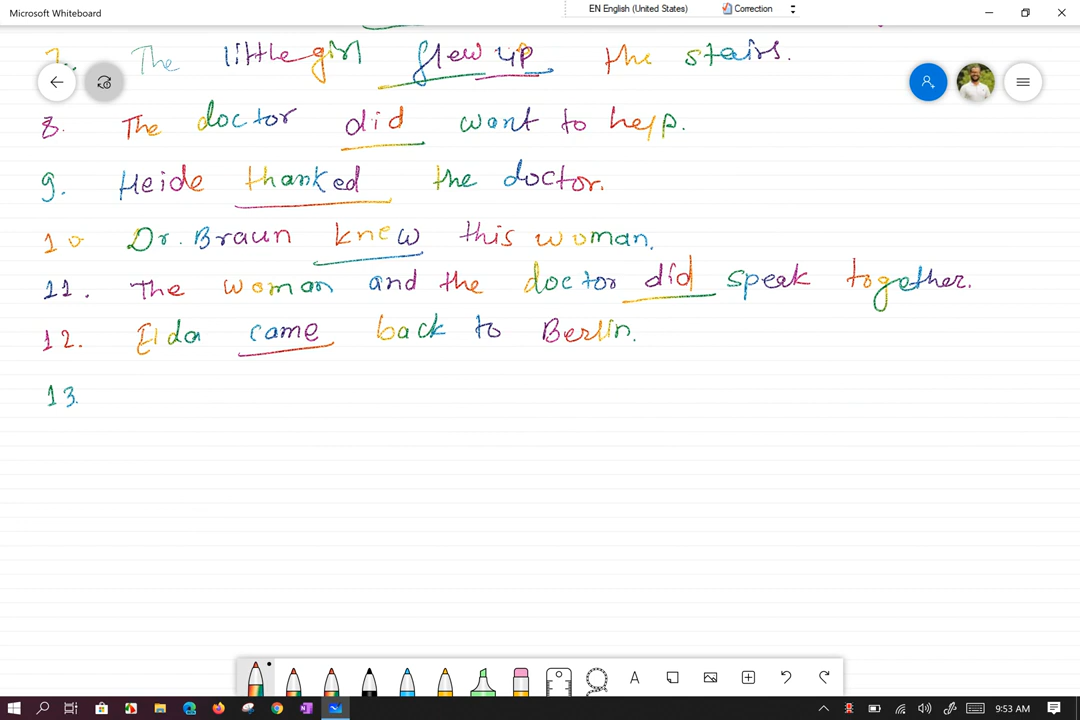 Microsoft Whiteboard
EN English (United States) Correction
7. The little girl flew up the stairs.
8. The doctor did want to help.
9. Heide thanked the doctor.
10 Dr. Braun knew this woman.
11. The woman and the doctor did speak together.
12. Elda came back to Berlin.
13.
A
9:53 AM